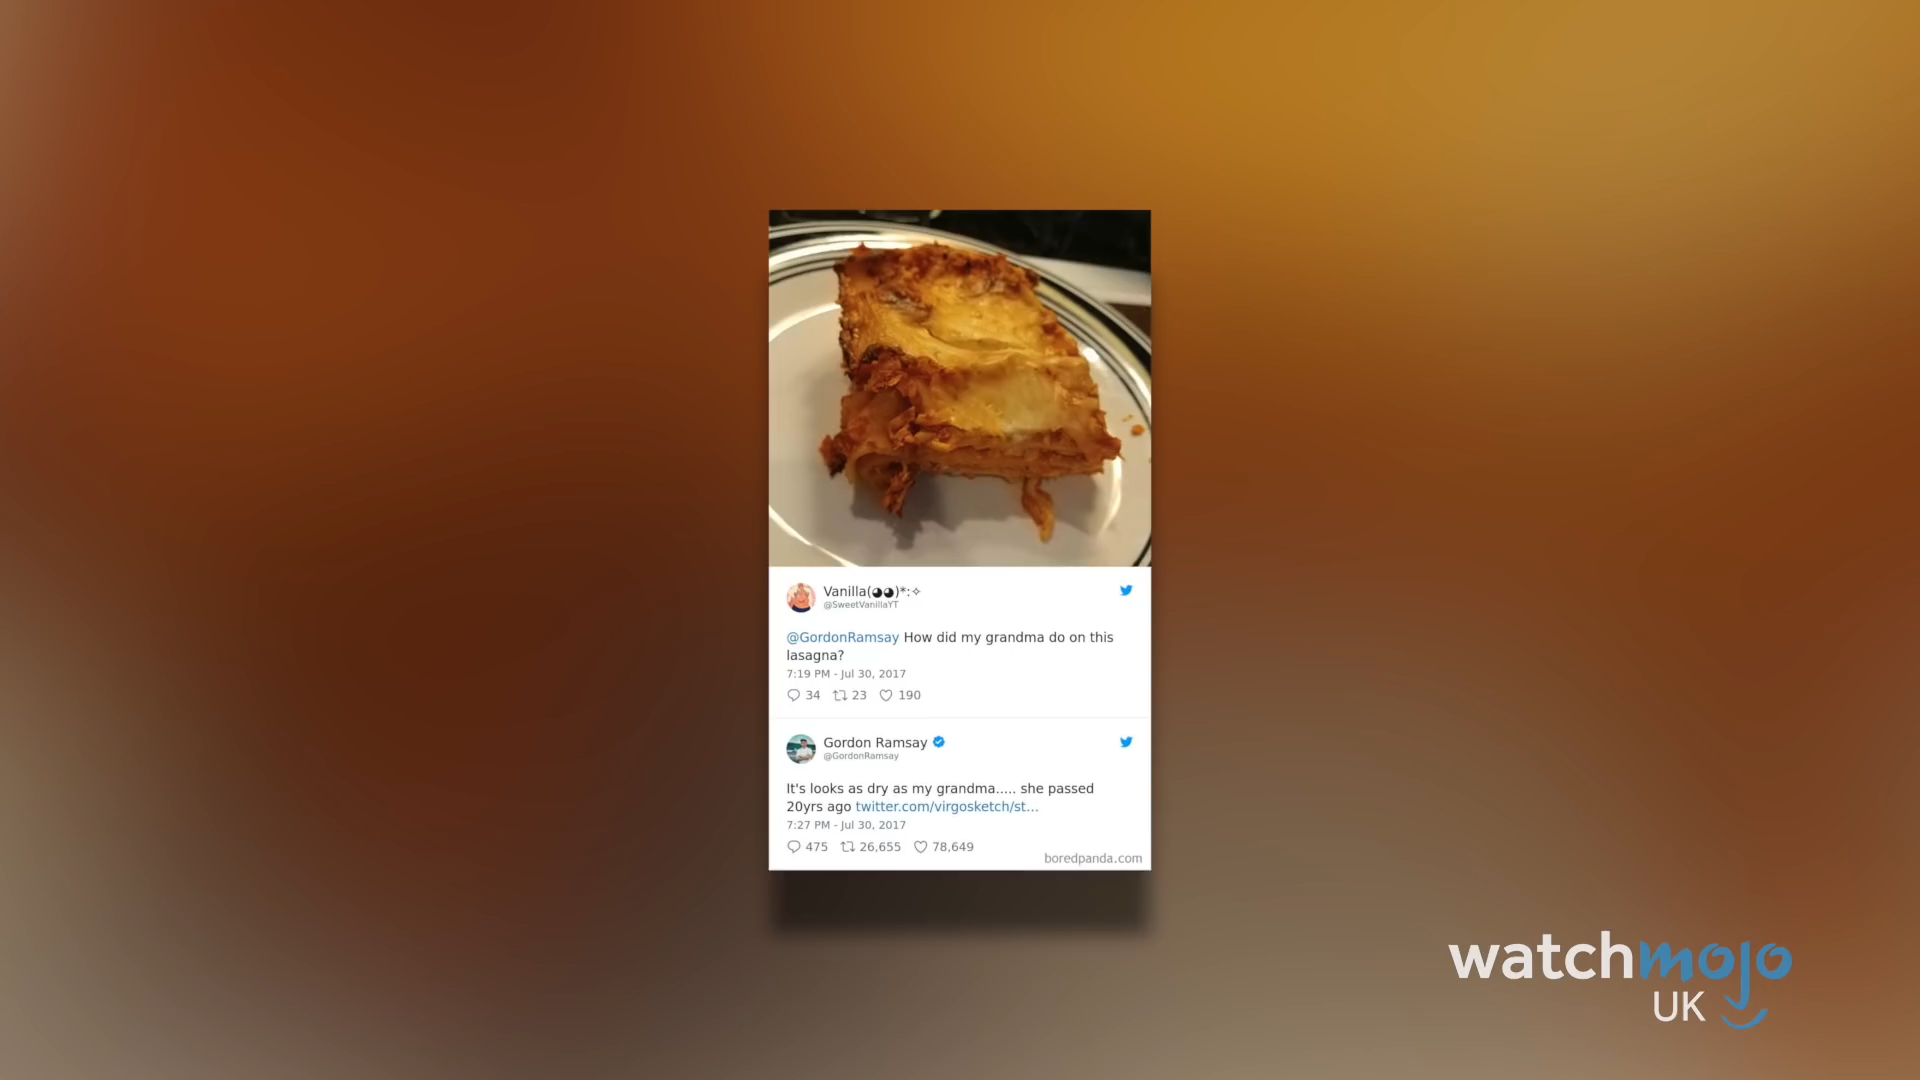 Vanilla(◕◕)*:✧
@SweetVanillaYT
@GordonRamsay How did my grandma do on this
lasagna?
7:19 PM - Jul 30, 2017
34 23 190
Gordon Ramsay
@GordonRamsay
It's looks as dry as my grandma..... she passed
20yrs ago twitter.com/virgosketch/st…
7:27 PM - Jul 30, 2017
475 26,655 78,649
boredpanda.com
watchmojo
UK